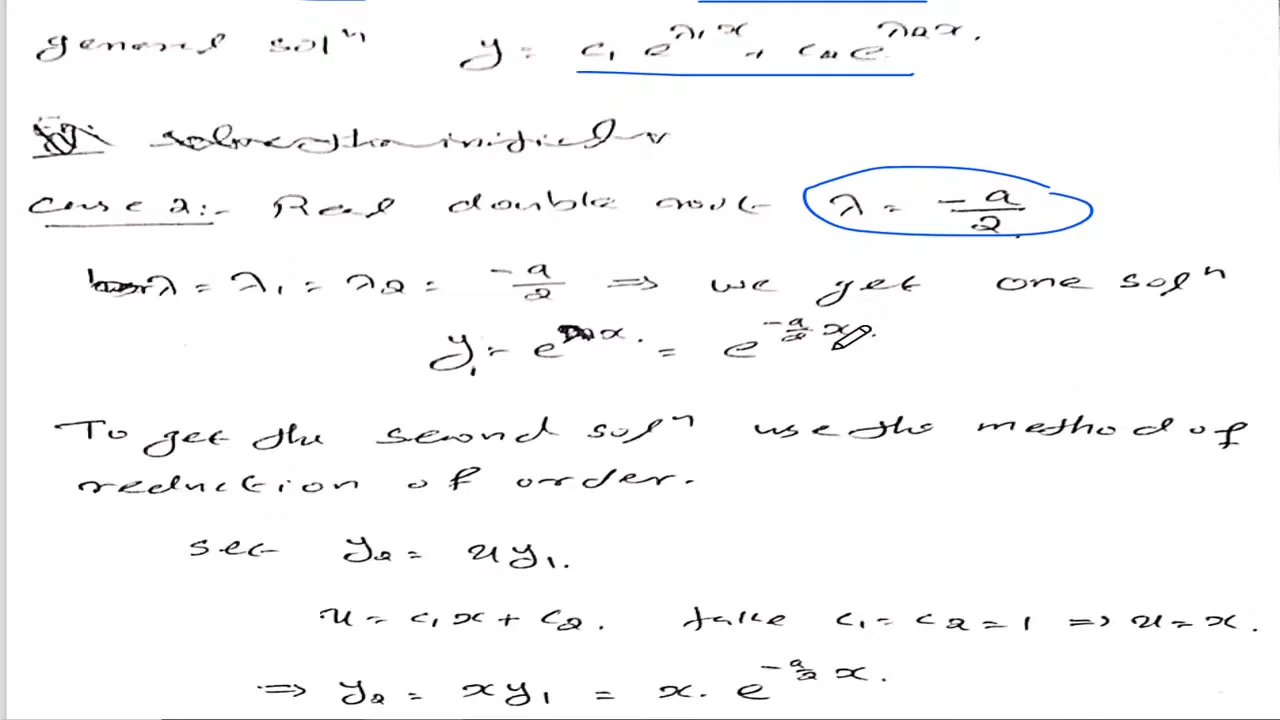 general solⁿ y = c₁ e^{λ₁x} + c₂ e^{λ₂x}.
Case 2:- Real double root λ = -a/2
λ = λ₁ = λ₂ = -a/2 ⇒ we get one solⁿ
y₁ = e^{λx}. = e^{-a/2 x}.
To get the second solⁿ use the method of
reduction of order.
set y₂ = uy₁.
u = c₁x + c₂. take c₁ = c₂ = 1 ⇒ u = x.
⇒ y₂ = xy₁ = x. e^{-a/2 x}.